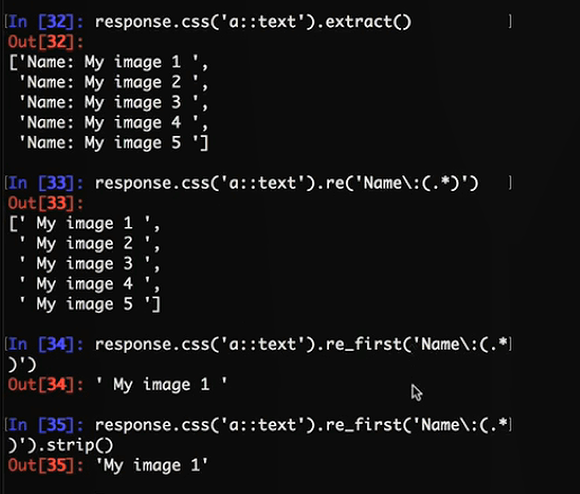 In [32]: response.css('a::text').extract()
Out[32]:
['Name: My image 1 ',
 'Name: My image 2 ',
 'Name: My image 3 ',
 'Name: My image 4 ',
 'Name: My image 5 ']
In [33]: response.css('a::text').re('Name\:(.*)')
Out[33]:
[' My image 1 ',
 ' My image 2 ',
 ' My image 3 ',
 ' My image 4 ',
 ' My image 5 ']
In [34]: response.css('a::text').re_first('Name\:(.*
)')
Out[34]: ' My image 1 '
In [35]: response.css('a::text').re_first('Name\:(.*
)').strip()
Out[35]: 'My image 1'